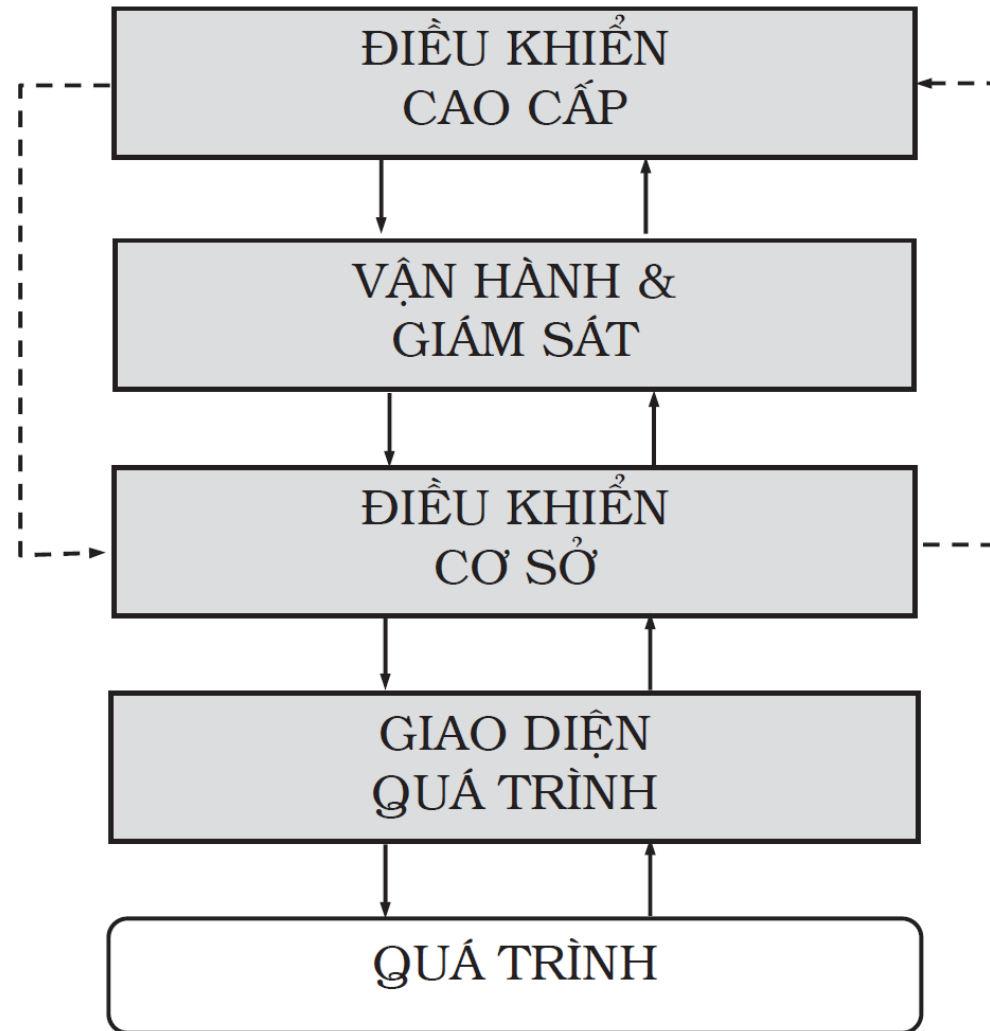 ĐIỀU KHIỂN
CAO CẤP
VẬN HÀNH &
GIÁM SÁT
ĐIỀU KHIỂN
CƠ SỞ
GIAO DIỆN
QUÁ TRÌNH
QUÁ TRÌNH